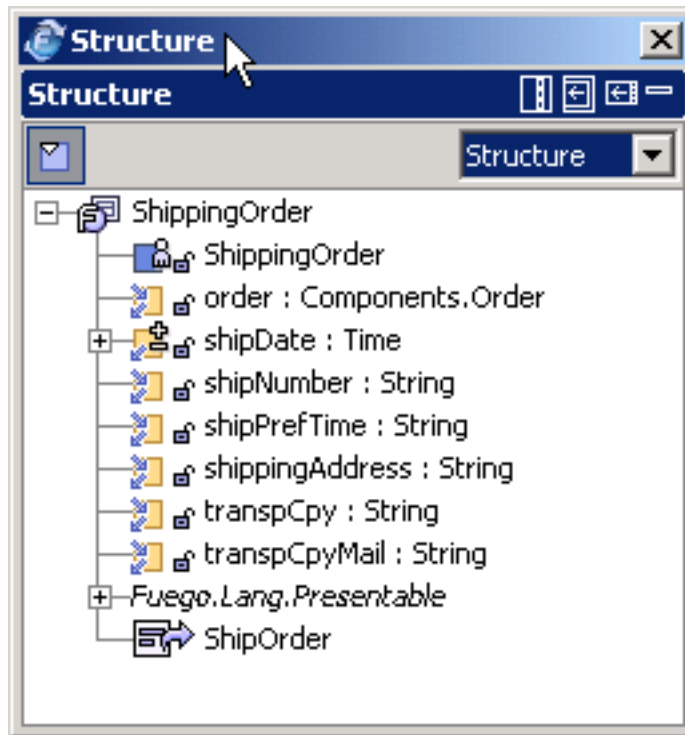 Structure
Structure
Structure
ShippingOrder
ShippingOrder
order : Components.Order
shipDate : Time
shipNumber : String
shipPrefTime : String
shippingAddress : String
transpCpy : String
transpCpyMail : String
Fuego.Lang.Presentable
ShipOrder